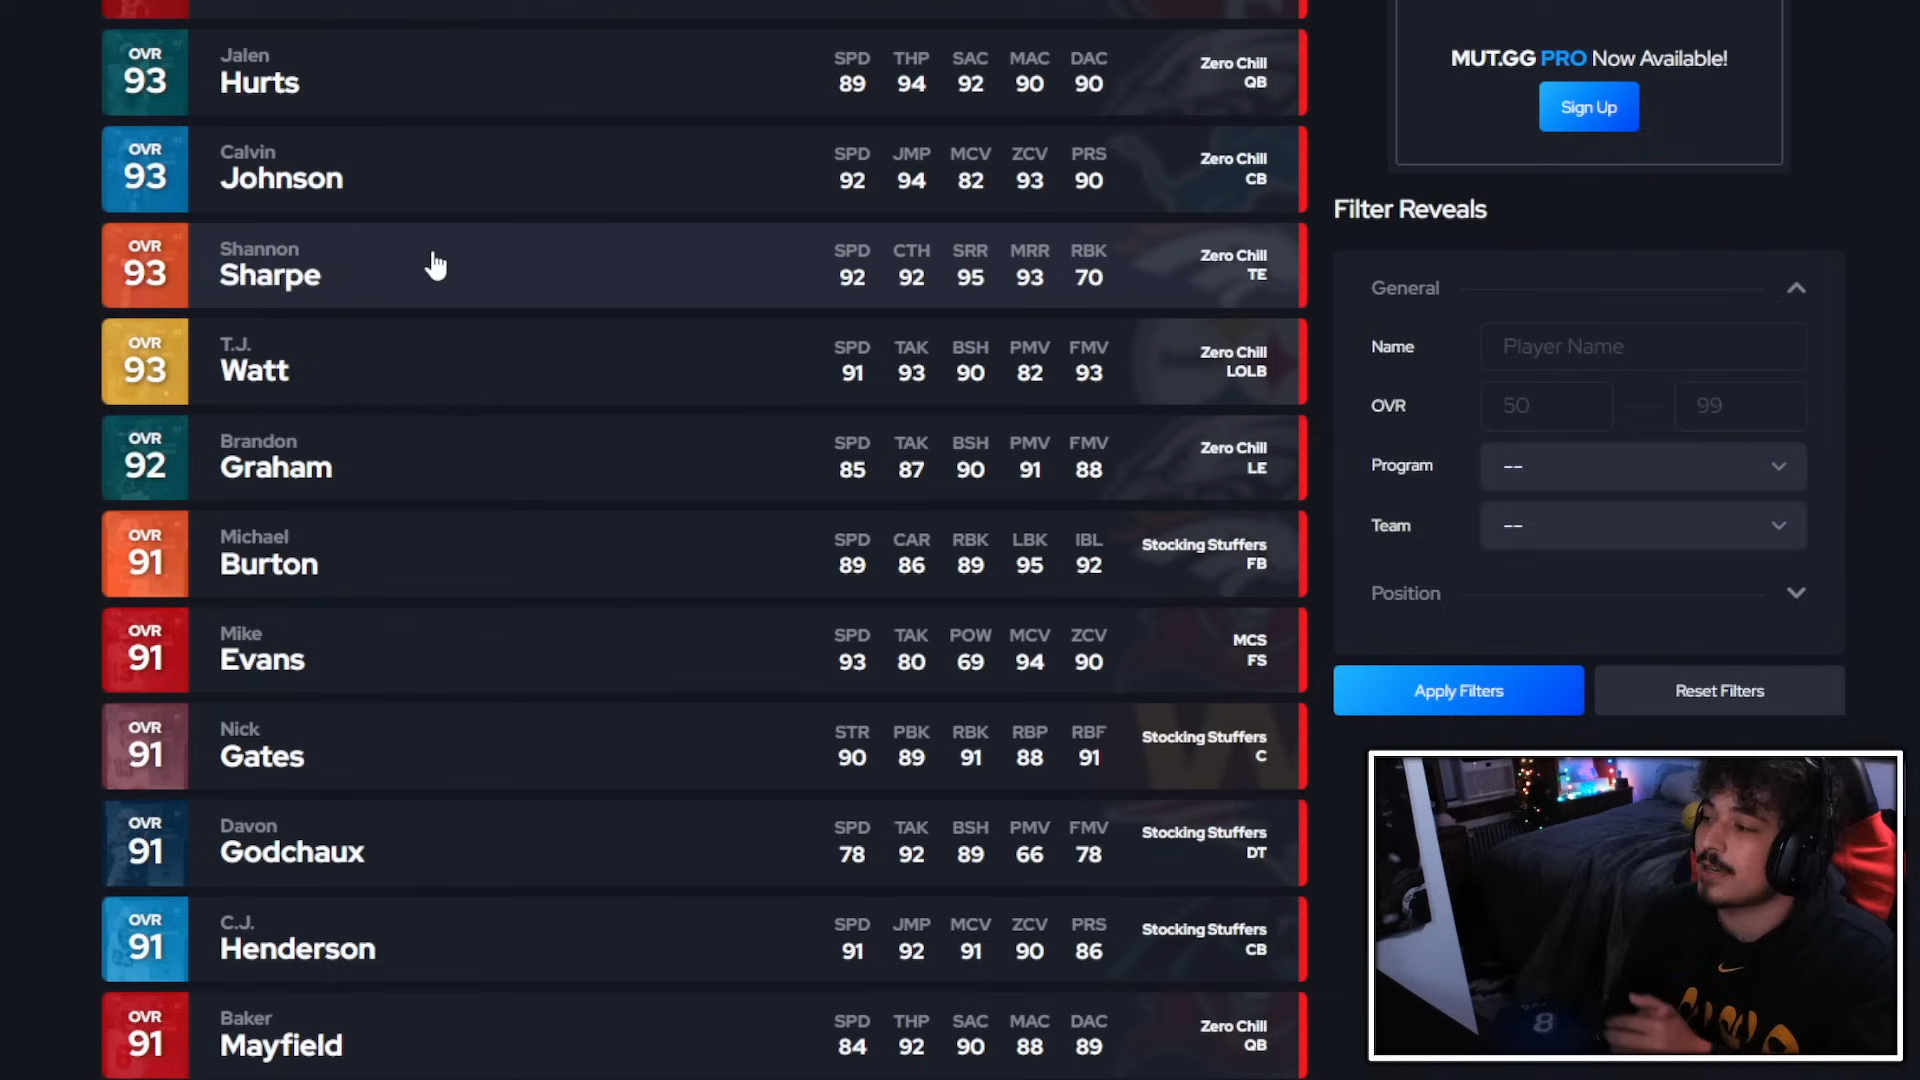 OVR
93
Jalen
Hurts
SPD THP SAC MAC DAC
89 94 92 90 90
Zero Chill
QB
OVR
93
Calvin
Johnson
SPD JMP MCV ZCV PRS
92 94 82 93 90
Zero Chill
CB
OVR
93
Shannon
Sharpe
SPD CTH SRR MRR RBK
92 92 95 93 70
Zero Chill
TE
OVR
93
T.J.
Watt
SPD TAK BSH PMV FMV
91 93 90 82 93
Zero Chill
LOLB
OVR
92
Brandon
Graham
SPD TAK BSH PMV FMV
85 87 90 91 88
Zero Chill
LE
OVR
91
Michael
Burton
SPD CAR RBK LBK IBL
89 86 89 95 92
Stocking Stuffers
FB
OVR
91
Mike
Evans
SPD TAK POW MCV ZCV
93 80 69 94 90
MCS
FS
OVR
91
Nick
Gates
STR PBK RBK RBP RBF
90 89 91 88 91
Stocking Stuffers
C
OVR
91
Davon
Godchaux
SPD TAK BSH PMV FMV
78 92 89 66 78
Stocking Stuffers
DT
OVR
91
C.J.
Henderson
SPD JMP MCV ZCV PRS
91 92 91 90 86
Stocking Stuffers
CB
OVR
91
Baker
Mayfield
SPD THP SAC MAC DAC
84 92 90 88 89
Zero Chill
QB
MUT.GG PRO Now Available!
Sign Up
Filter Reveals
General
Name Player Name
OVR 50 99
Program --
Team --
Position
Apply Filters Reset Filters
8